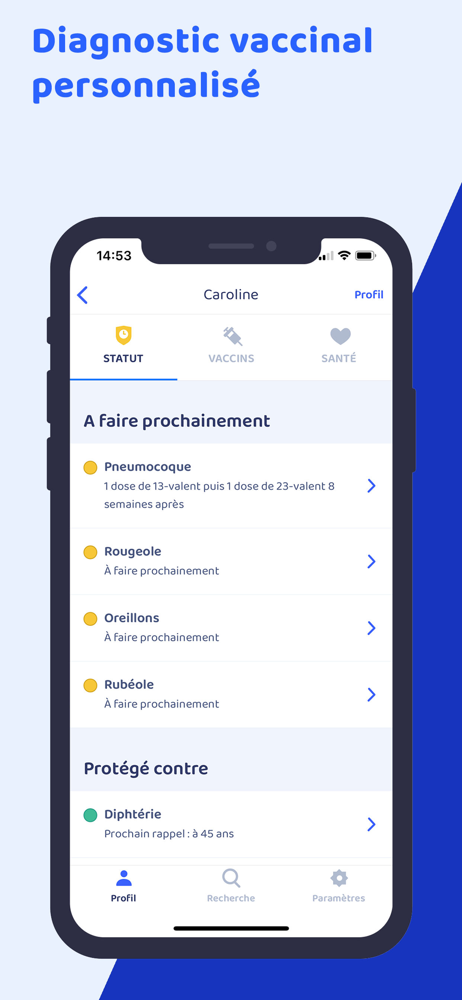 Diagnostic vaccinal
personnalisé
14:53
Caroline
Profil
STATUT
VACCINS
SANTÉ
A faire prochainement
Pneumocoque
1 dose de 13-valent puis 1 dose de 23-valent 8
semaines après
Rougeole
À faire prochainement
Oreillons
À faire prochainement
Rubéole
À faire prochainement
Protégé contre
Diphtérie
Prochain rappel : à 45 ans
Profil
Recherche
Paramètres